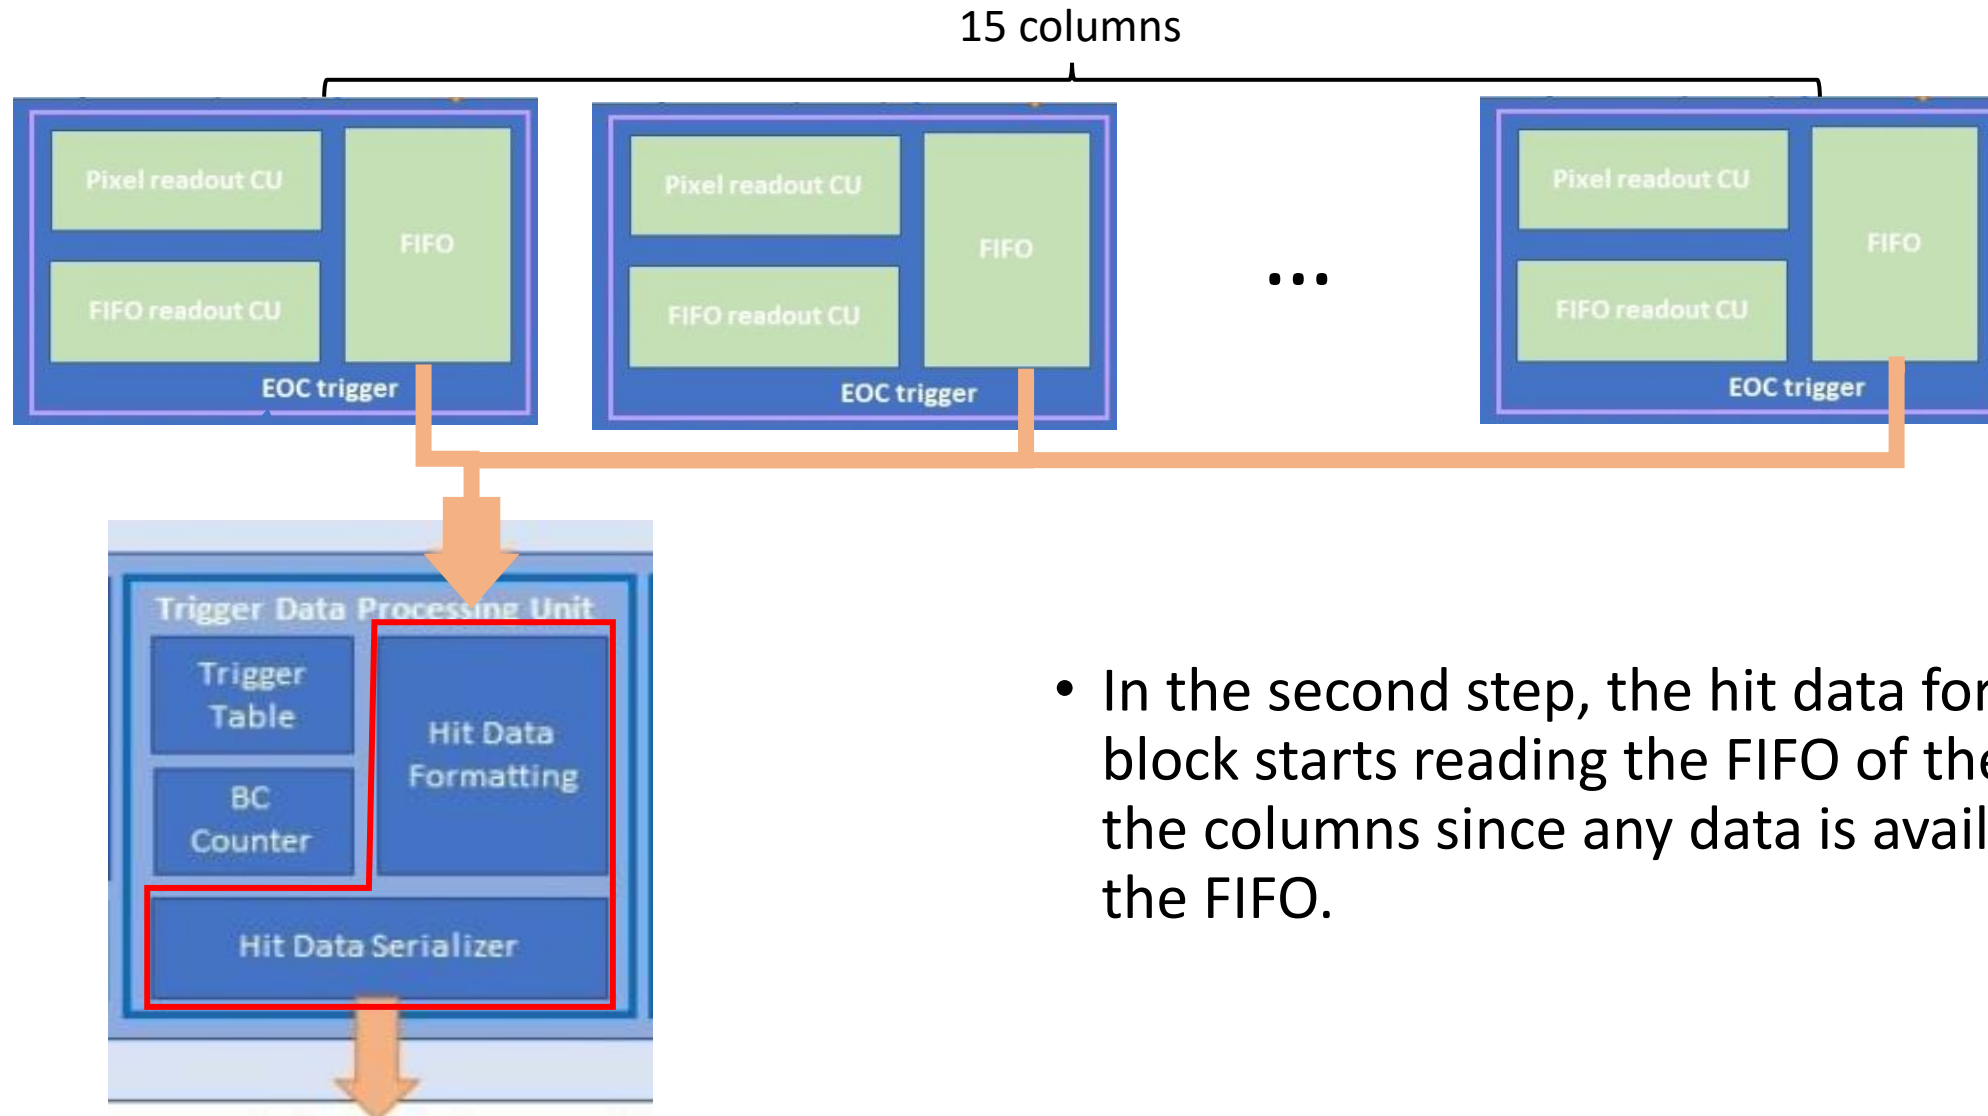 15 columns
Pixel readout CU
FIFO
FIFO readout CU
EOC trigger
Pixel readout CU
FIFO
FIFO readout CU
EOC trigger
...
Pixel readout CU
FIFO
FIFO readout CU
EOC trigger
Trigger Data Processing Unit
Trigger
Table
Hit Data
Formatting
BC
Counter
Hit Data Serializer
• In the second step, the hit data for
block starts reading the FIFO of the
the columns since any data is avail
the FIFO.